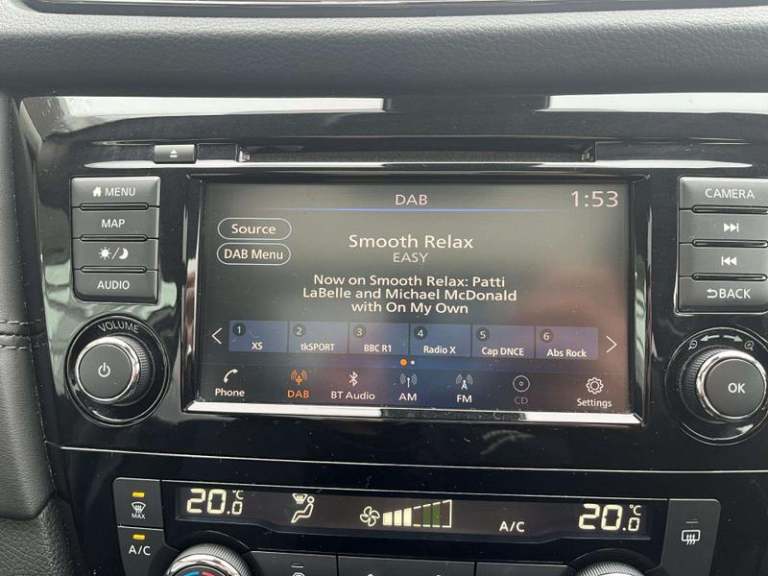 MENU
MAP
AUDIO
VOLUME
DAB
1:53
Source
DAB Menu
Smooth Relax
EASY
Now on Smooth Relax: Patti
LaBelle and Michael McDonald
with On My Own
1 XS
2 tkSPORT
3 BBC R1
4 Radio X
5 Cap DNCE
6 Abs Rock
Phone
DAB
BT Audio
AM
FM
CD
Settings
CAMERA
BACK
OK
MAX
A/C
20.0°C
A/C
20.0°C